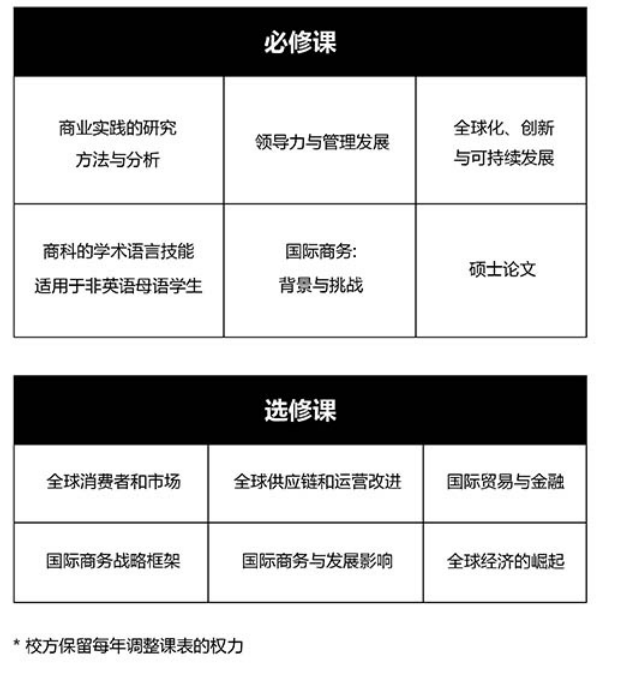 必修课
商业实践的研究
方法与分析
领导力与管理发展
全球化、创新
与可持续发展
商科的学术语言技能
适用于非英语母语学生
国际商务:
背景与挑战
硕士论文
选修课
全球消费者和市场
全球供应链和运营改进
国际贸易与金融
国际商务战略框架
国际商务与发展影响
全球经济的崛起
* 校方保留每年调整课表的权力